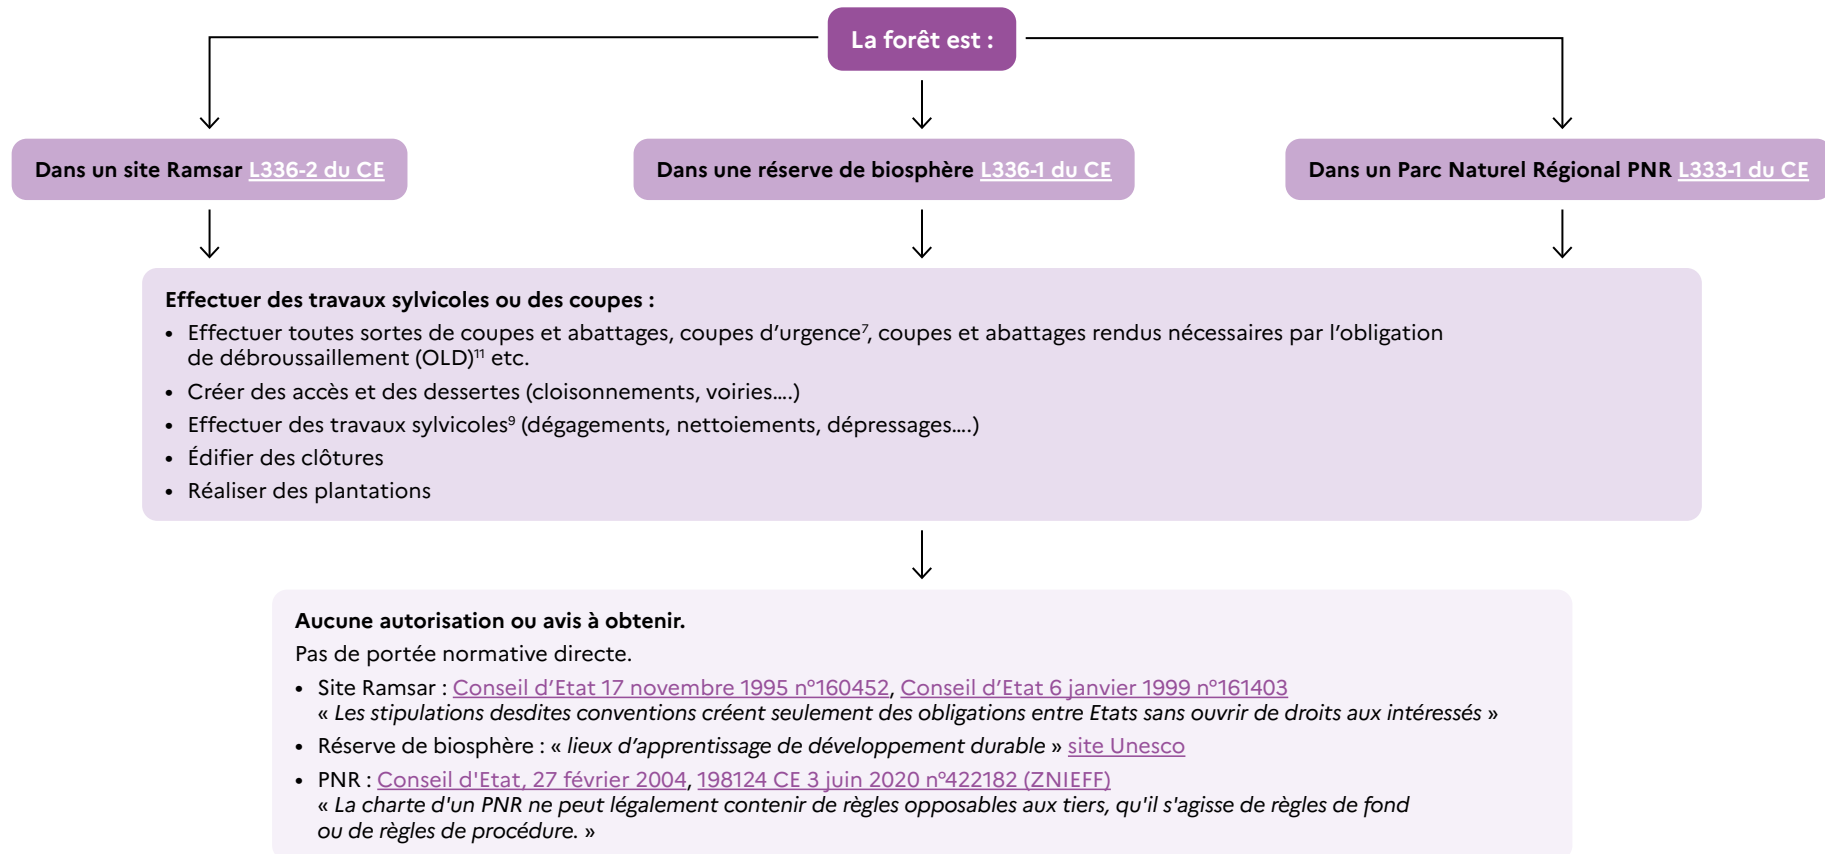 La forêt est :
Dans un site Ramsar L336-2 du CE
Dans une réserve de biosphère L336-1 du CE
Dans un Parc Naturel Régional PNR L333-1 du CE
Effectuer des travaux sylvicoles ou des coupes :
• Effectuer toutes sortes de coupes et abattages, coupes d’urgence⁷, coupes et abattages rendus nécessaires par l’obligation
de débroussaillement (OLD)¹¹ etc.
• Créer des accès et des dessertes (cloisonnements, voiries….)
• Effectuer des travaux sylvicoles⁹ (dégagements, nettoiements, dépressages….)
• Édifier des clôtures
• Réaliser des plantations
Aucune autorisation ou avis à obtenir.
Pas de portée normative directe.
• Site Ramsar : Conseil d’Etat 17 novembre 1995 n°160452, Conseil d’Etat 6 janvier 1999 n°161403
« Les stipulations desdites conventions créent seulement des obligations entre Etats sans ouvrir de droits aux intéressés »
• Réserve de biosphère : « lieux d’apprentissage de développement durable » site Unesco
• PNR : Conseil d'Etat, 27 février 2004, 198124 CE 3 juin 2020 n°422182 (ZNIEFF)
« La charte d'un PNR ne peut légalement contenir de règles opposables aux tiers, qu'il s'agisse de règles de fond
ou de règles de procédure. »